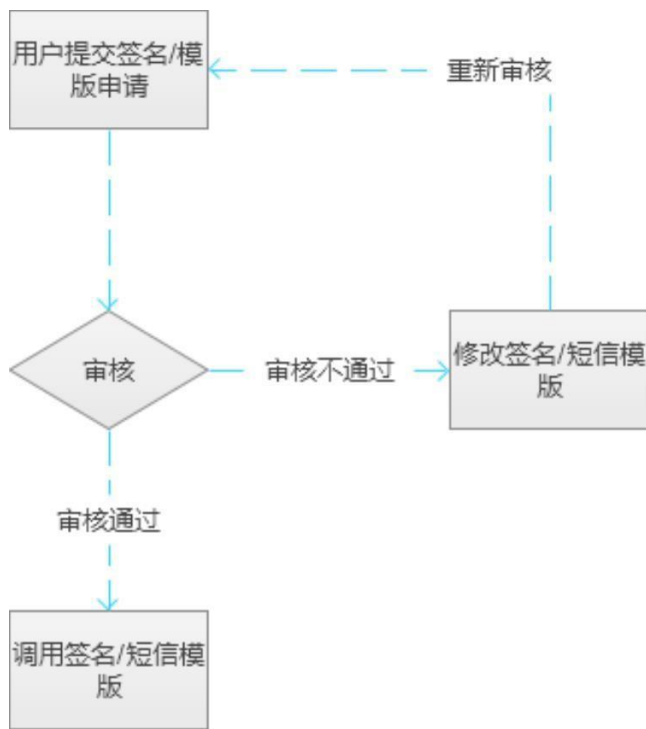 用户提交签名/模
版申请
重新审核
审核
审核不通过
修改签名/短信模
版
审核通过
调用签名/短信模
版